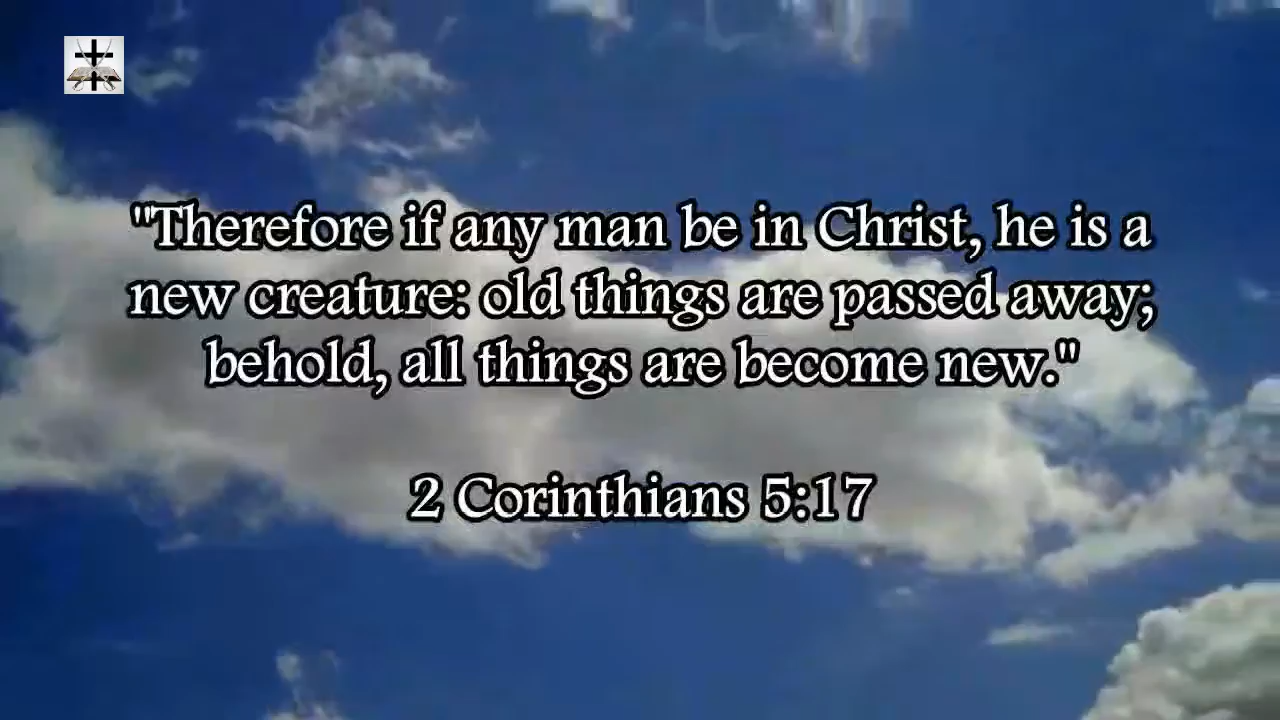 "Therefore if any man be in Christ, he is a
new creature: old things are passed away;
behold, all things are become new."
2 Corinthians 5:17